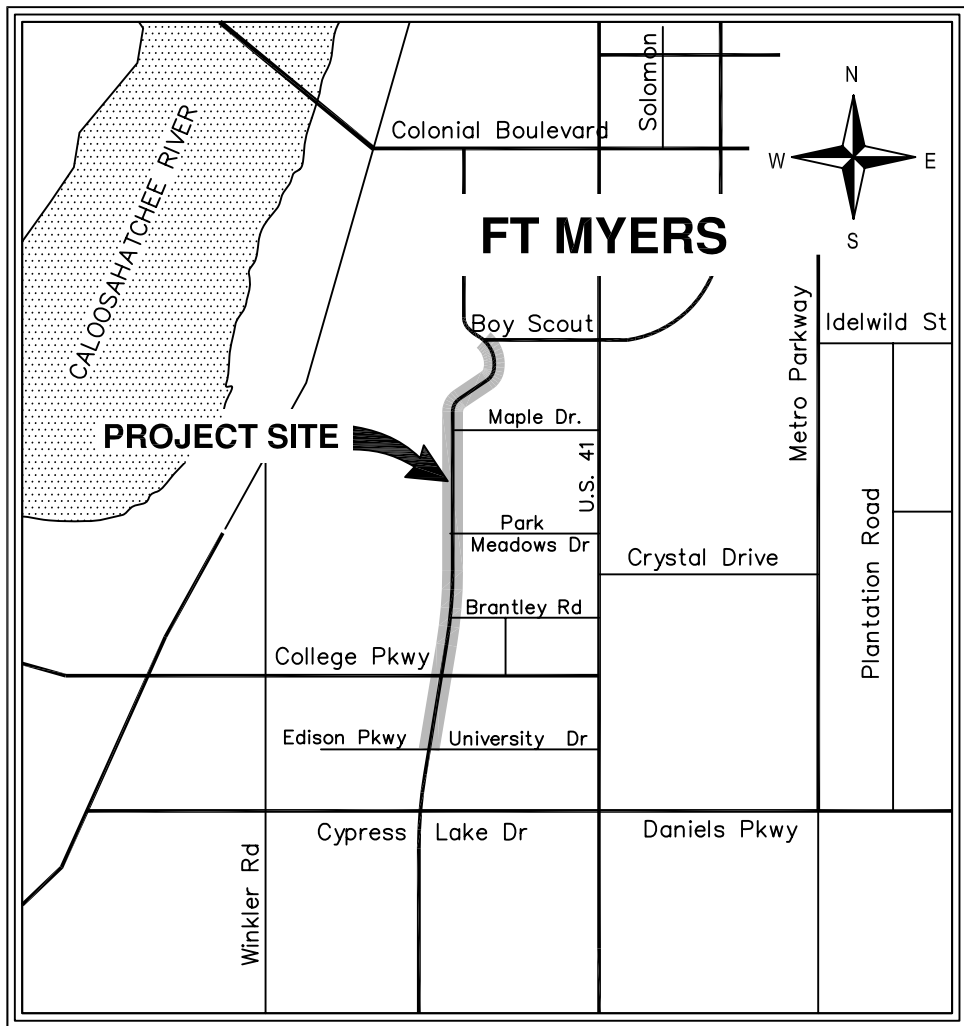 Solomon
N
Colonial Boulevard
W
E
CALOOSAHATCHEE RIVER
FT MYERS
S
Boy Scout
Idelwild St
Metro Parkway
Maple Dr.
PROJECT SITE
U.S. 41
Park
Meadows Dr
Crystal Drive
Plantation Road
Brantley Rd
College Pkwy
Edison Pkwy
University Dr
Cypress Lake Dr
Daniels Pkwy
Winkler Rd